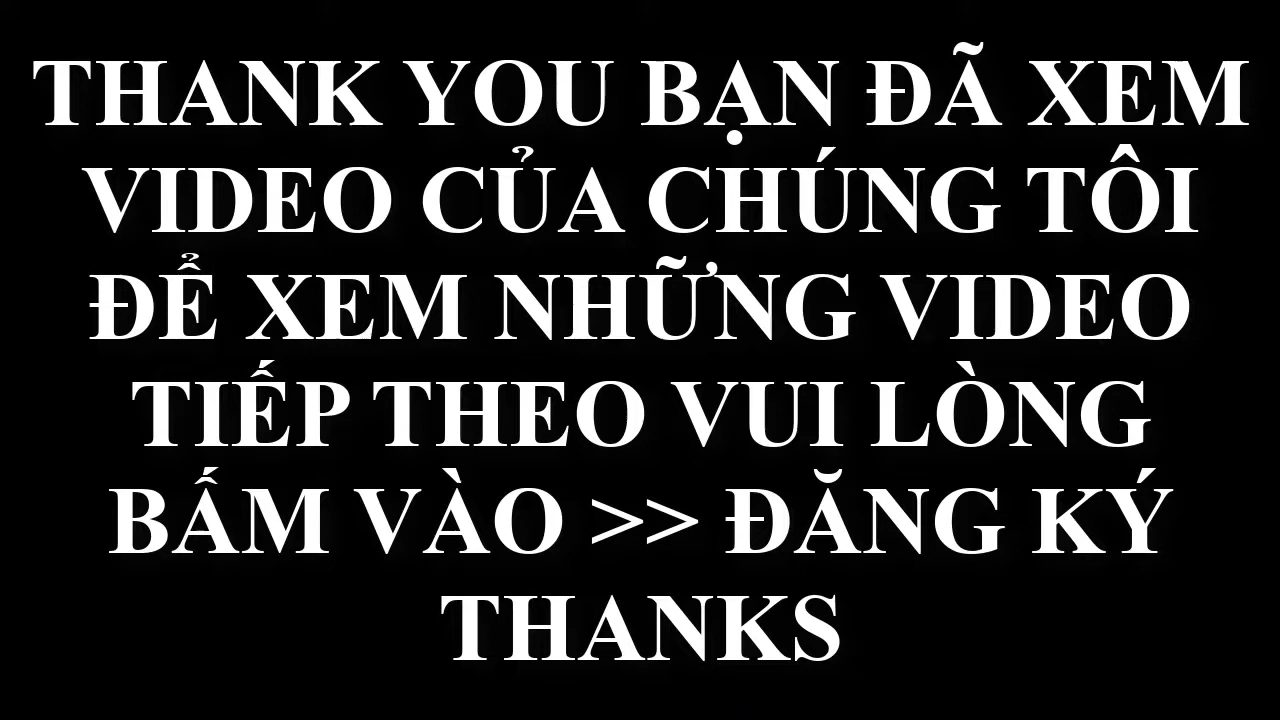 THANK YOU BẠN ĐÃ XEM
VIDEO CỦA CHÚNG TÔI
ĐỂ XEM NHỮNG VIDEO
TIẾP THEO VUI LÒNG
BẤM VÀO >> ĐĂNG KÝ
THANKS